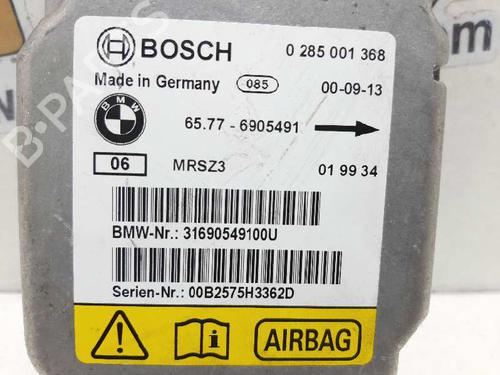 BOSCH 0 285 001 368
Made in Germany 085 00-09-13
BMW
65.77 - 6905491
06 MRSZ3 01 99 34
BMW-Nr.: 31690549100U
Serien-Nr.: 00B2575H3362D
AIRBAG